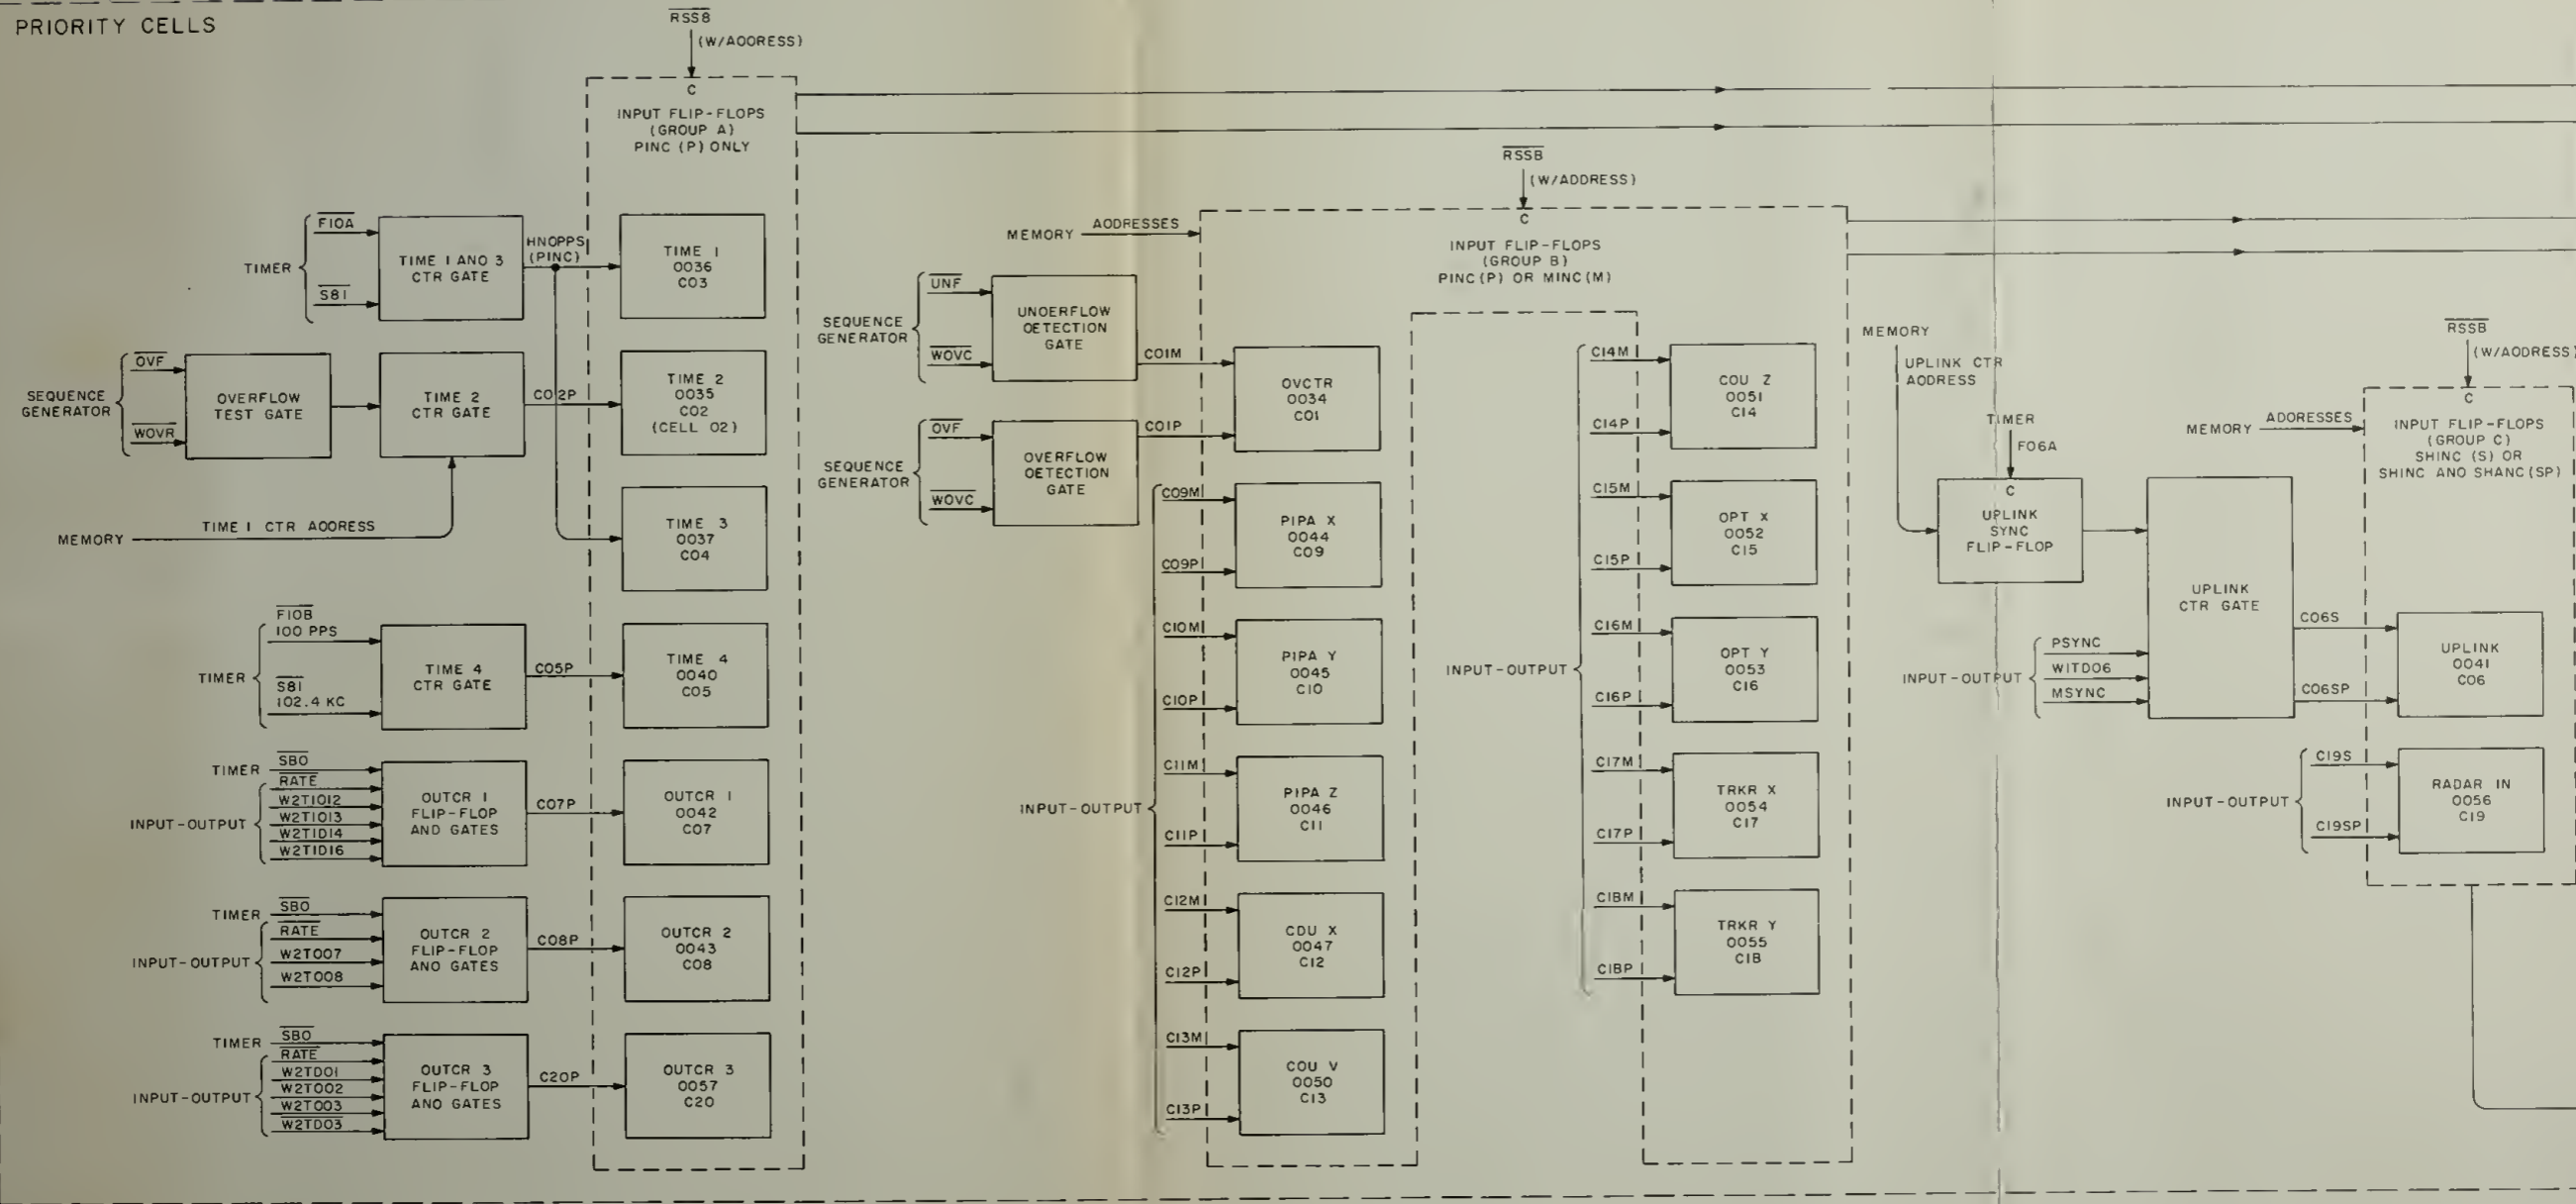 PRIORITY CELLS
RSSB
(W/ADDRESS)
C
INPUT FLIP-FLOPS
(GROUP A)
PINC (P) ONLY
TIMER
F10A
S81
TIME 1 AND 3
CTR GATE
HNOPPS
(PINC)
TIME 1
0036
C03
SEQUENCE
GENERATOR
OVF
WOVR
OVERFLOW
TEST GATE
TIME 2
CTR GATE
C02P
TIME 2
0035
C02
(CELL 02)
MEMORY
TIME 1 CTR ADDRESS
TIME 3
0037
C04
TIMER
F10B
100 PPS
S81
102.4 KC
TIME 4
CTR GATE
C05P
TIME 4
0040
C05
TIMER
SBO
INPUT-OUTPUT
RATE
W2T1012
W2T1013
W2T1D14
W2T1D16
OUTCR 1
FLIP-FLOP
AND GATES
C07P
OUTCR 1
0042
C07
TIMER
SBO
INPUT-OUTPUT
RATE
W2T007
W2T008
OUTCR 2
FLIP-FLOP
AND GATES
C08P
OUTCR 2
0043
C08
TIMER
SBO
INPUT-OUTPUT
RATE
W2TD01
W2T002
W2T003
W2TD03
OUTCR 3
FLIP-FLOP
AND GATES
C20P
OUTCR 3
0057
C20
RSSB
(W/ADDRESS)
MEMORY
ADDRESSES
C
INPUT FLIP-FLOPS
(GROUP B)
PINC(P) OR MINC(M)
SEQUENCE
GENERATOR
UNF
WOVC
UNDERFLOW
DETECTION
GATE
C01M
SEQUENCE
GENERATOR
OVF
WOVC
OVERFLOW
DETECTION
GATE
C01P
OVCTR
0034
C01
INPUT-OUTPUT
C09M
C09P
PIPA X
0044
C09
C10M
C10P
PIPA Y
0045
C10
C11M
C11P
PIPA Z
0046
C11
C12M
C12P
CDU X
0047
C12
C13M
C13P
COU V
0050
C13
INPUT-OUTPUT
C14M
C14P
COU Z
0051
C14
C15M
C15P
OPT X
0052
C15
C16M
C16P
OPT Y
0053
C16
C17M
C17P
TRKR X
0054
C17
C18M
C18P
TRKR Y
0055
C18
MEMORY
UPLINK CTR
ADDRESS
TIMER
F06A
C
UPLINK
SYNC
FLIP-FLOP
INPUT-OUTPUT
PSYNC
WITD06
MSYNC
UPLINK
CTR GATE
C06S
C06SP
RSSB
(W/ADDRESS)
MEMORY
ADDRESSES
C
INPUT FLIP-FLOPS
(GROUP C)
SHINC (S) OR
SHINC AND SHANC(SP)
UPLINK
0041
C06
INPUT-OUTPUT
C19S
C19SP
RADAR IN
0056
C19